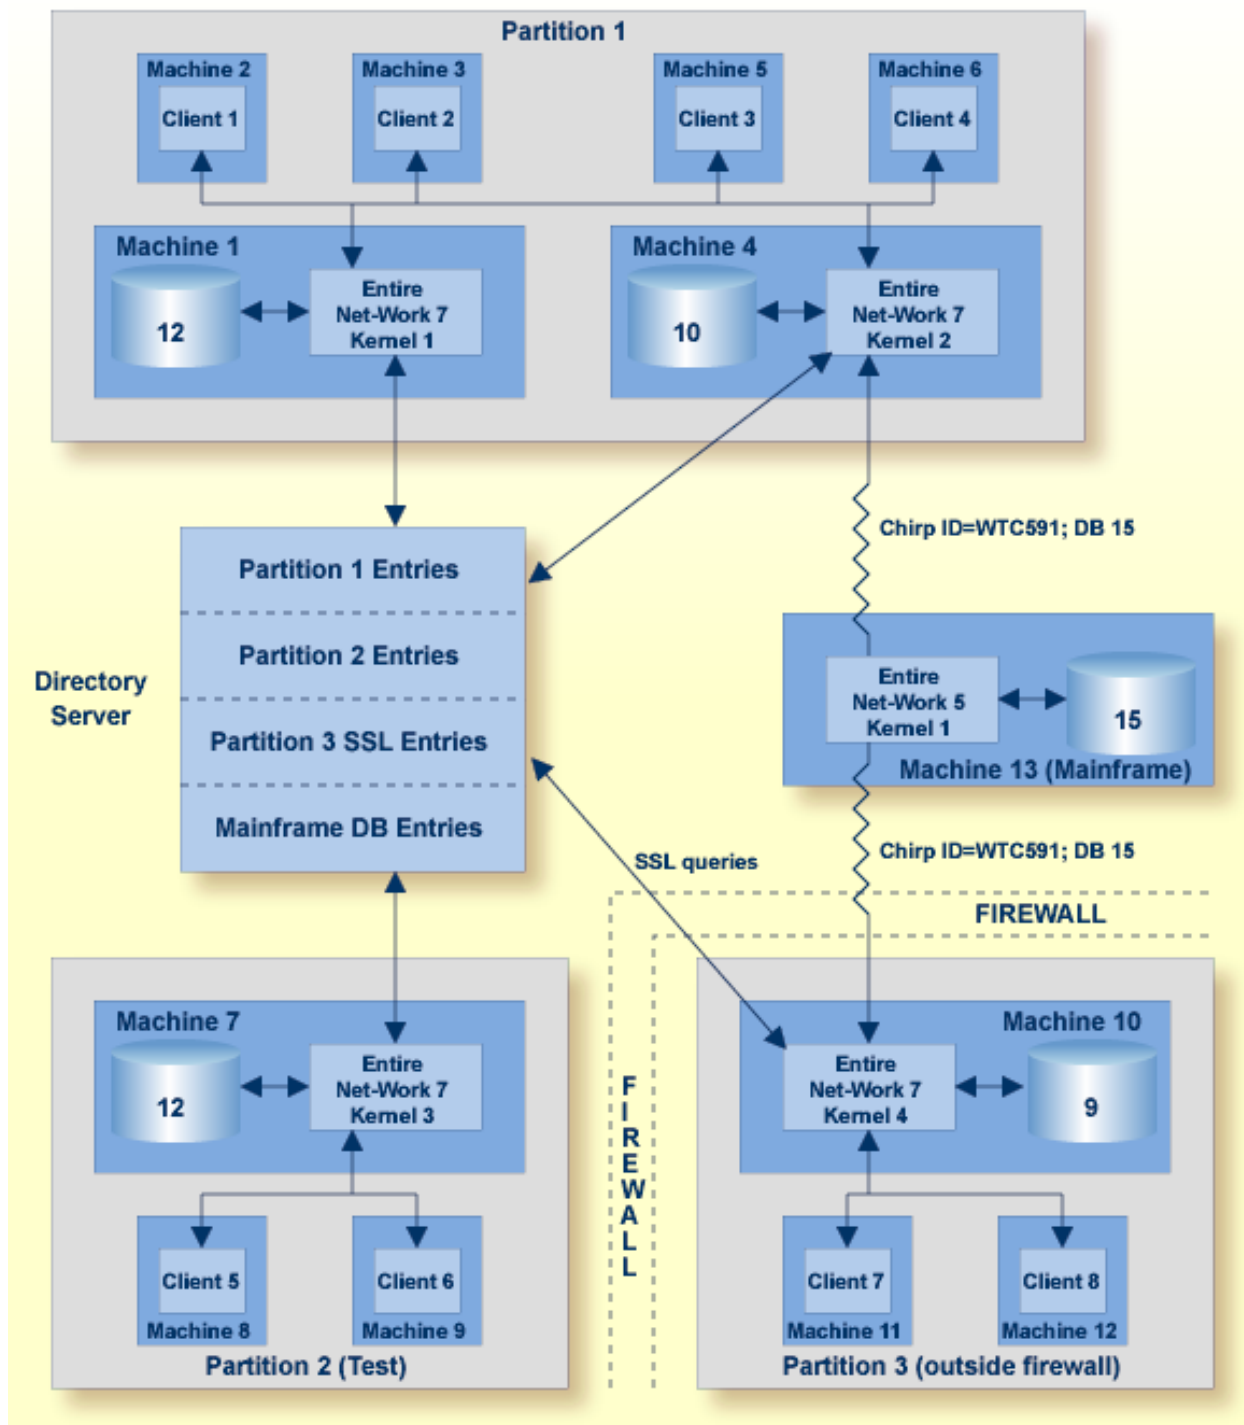 Partition 1
Machine 2
Client 1
Machine 3
Client 2
Machine 5
Client 3
Machine 6
Client 4
Machine 1
12
Entire
Net-Work 7
Kernel 1
Machine 4
10
Entire
Net-Work 7
Kernel 2
Chirp ID=WTC591; DB 15
Directory
Server
Partition 1 Entries
Partition 2 Entries
Partition 3 SSL Entries
Mainframe DB Entries
Entire
Net-Work 5
Kernel 1
15
Machine 13 (Mainframe)
SSL queries
Chirp ID=WTC591; DB 15
FIREWALL
FIREWALL
Machine 7
12
Entire
Net-Work 7
Kernel 3
Client 5
Machine 8
Client 6
Machine 9
Partition 2 (Test)
Machine 10
Entire
Net-Work 7
Kernel 4
9
Client 7
Machine 11
Client 8
Machine 12
Partition 3 (outside firewall)